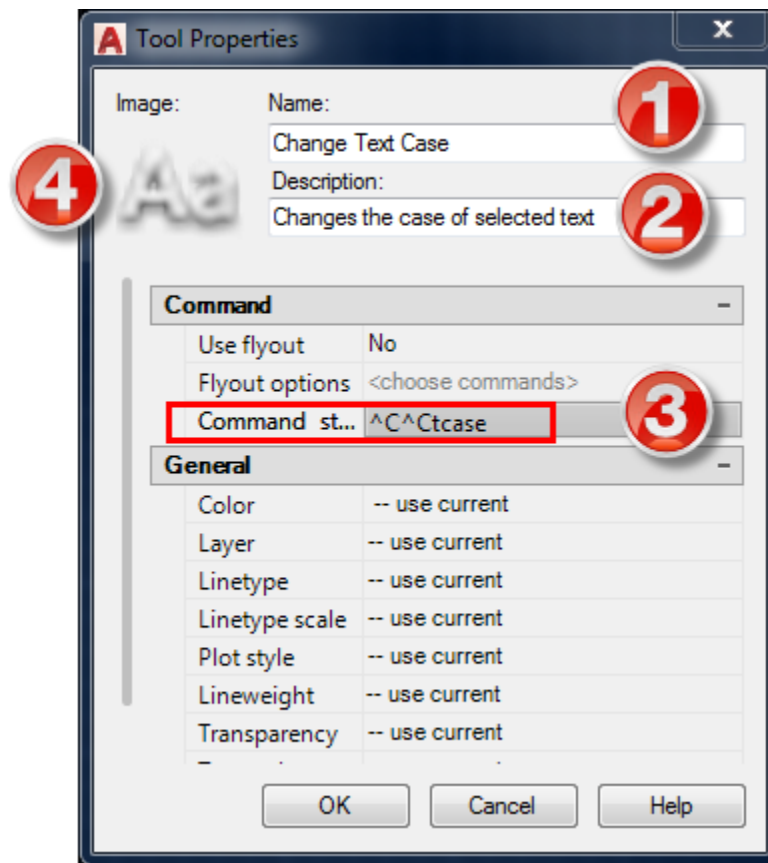 A Tool Properties x
Image: Name: 1
Change Text Case
4 Aa Description:
Changes the case of selected text 2
Command –
Use flyout No
Flyout options <choose commands>
Command st... ^C^Ctcase 3
General –
Color -- use current
Layer -- use current
Linetype -- use current
Linetype scale -- use current
Plot style -- use current
Lineweight -- use current
Transparency -- use current
OK Cancel Help